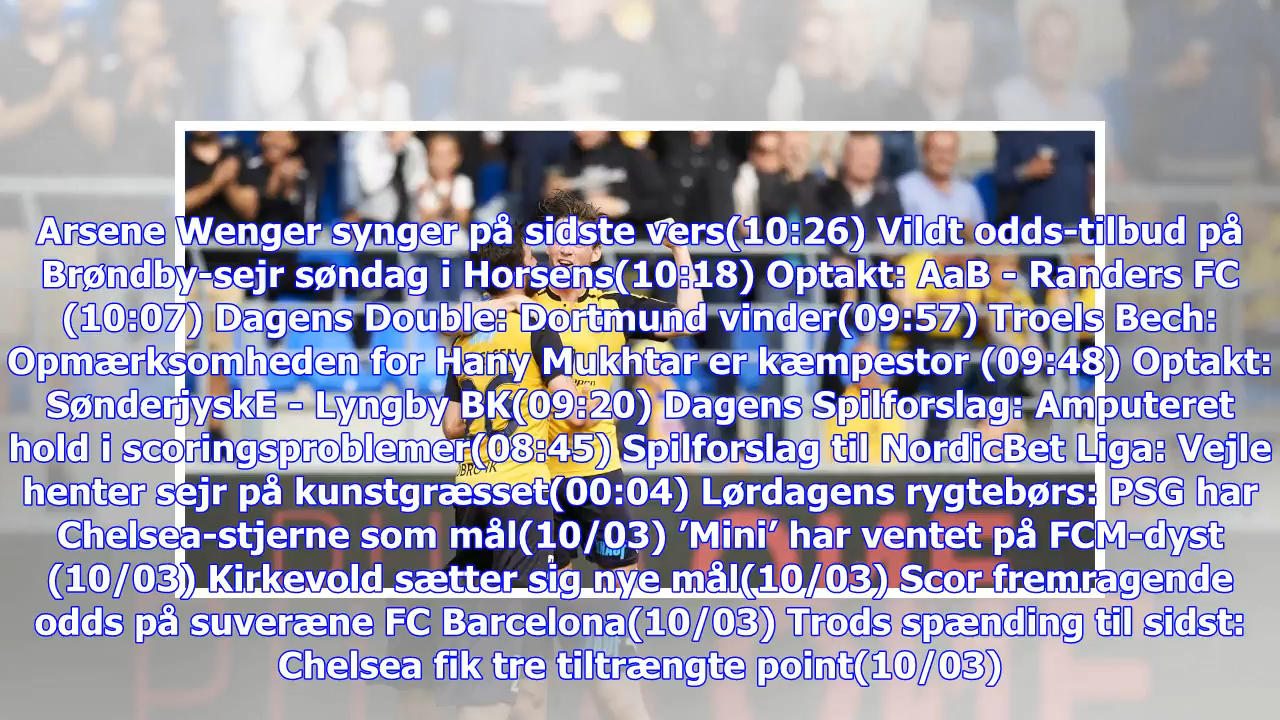 Arsene Wenger synger på sidste vers(10:26) Vildt odds-tilbud på
Brøndby-sejr søndag i Horsens(10:18) Optakt: AaB - Randers FC
(10:07) Dagens Double: Dortmund vinder(09:57) Troels Bech:
Opmærksomheden for Hany Mukhtar er kæmpestor (09:48) Optakt:
SønderjyskE - Lyngby BK(09:20) Dagens Spilforslag: Amputeret
hold i scoringsproblemer(08:45) Spilforslag til NordicBet Liga: Vejle
henter sejr på kunstgræsset(00:04) Lørdagens rygtebørs: PSG har
Chelsea-stjerne som mål(10/03) ’Mini’ har ventet på FCM-dyst
(10/03) Kirkevold sætter sig nye mål(10/03) Scor fremragende
odds på suveræne FC Barcelona(10/03) Trods spænding til sidst:
Chelsea fik tre tiltrængte point(10/03)